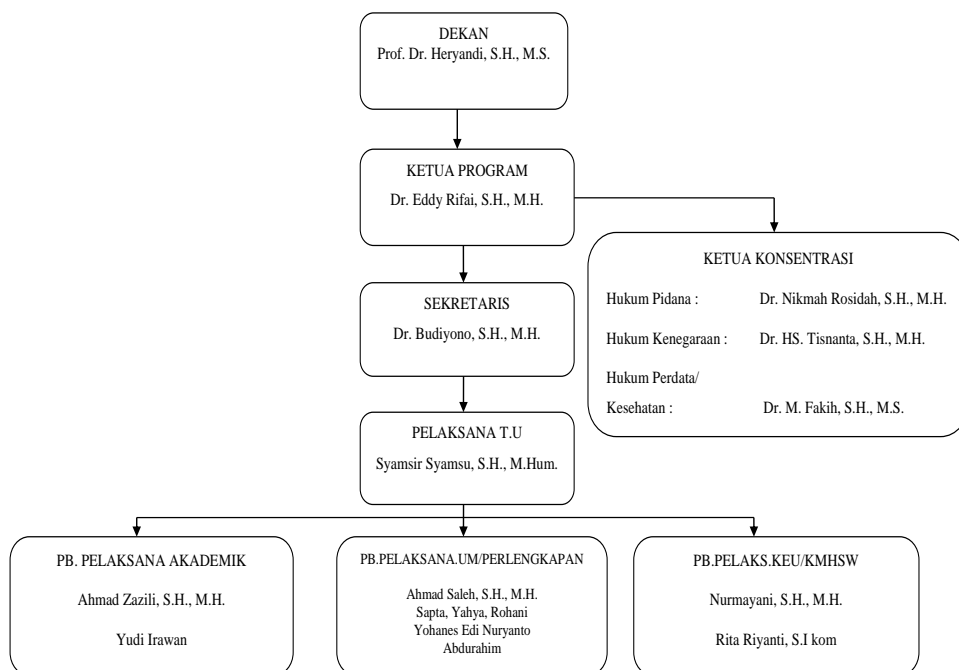 DEKAN
Prof. Dr. Heryandi, S.H., M.S.
KETUA PROGRAM
Dr. Eddy Rifai, S.H., M.H.
KETUA KONSENTRASI
Hukum Pidana : Dr. Nikmah Rosidah, S.H., M.H.
Hukum Kenegaraan : Dr. HS. Tisnanta, S.H., M.H.
Hukum Perdata/
Kesehatan : Dr. M. Fakih, S.H., M.S.
SEKRETARIS
Dr. Budiyono, S.H., M.H.
PELAKSANA T.U
Syamsir Syamsu, S.H., M.Hum.
PB. PELAKSANA AKADEMIK
Ahmad Zazili, S.H., M.H.
Yudi Irawan
PB.PELAKSANA.UM/PERLENGKAPAN
Ahmad Saleh, S.H., M.H.
Sapta, Yahya, Rohani
Yohanes Edi Nuryanto
Abdurahim
PB.PELAKS.KEU/KMHSW
Nurmayani, S.H., M.H.
Rita Riyanti, S.I kom